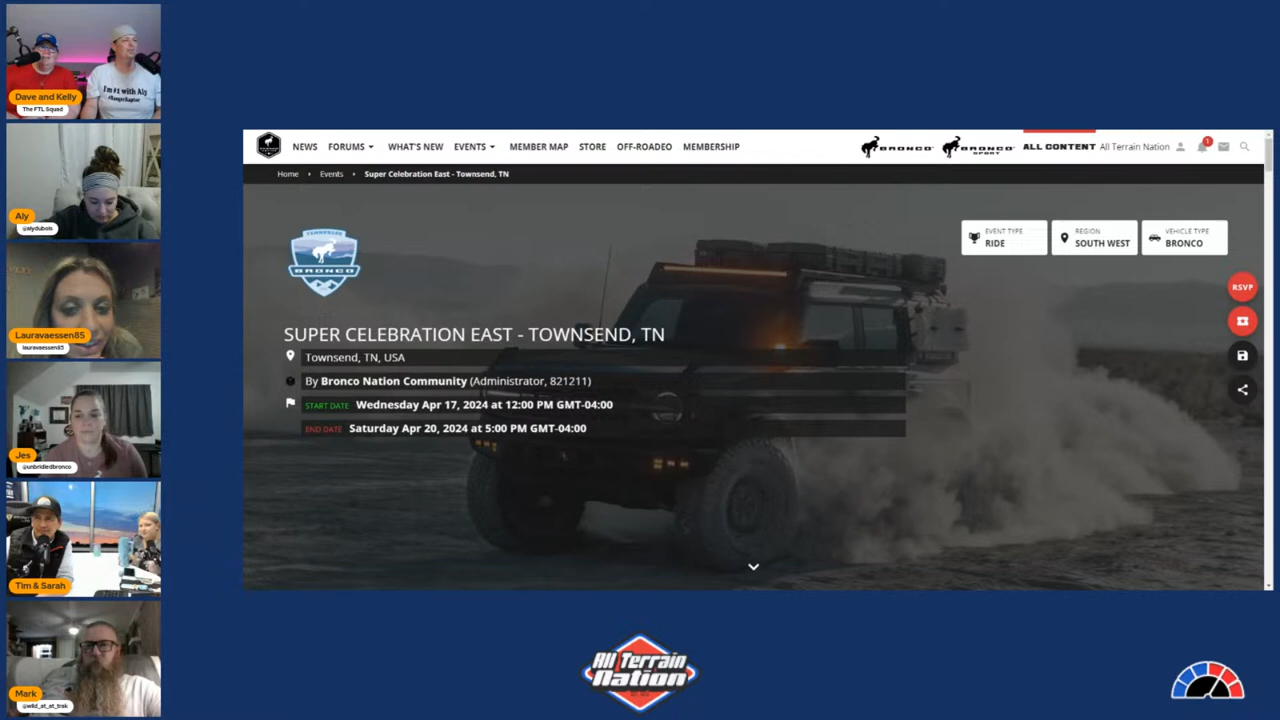 I'm #1 with Aly
Dave and Kelly
The FTL Squad
Aly
@alydubois
Lauravaessen85
lauravaessen85
Jes
@unbridledbronco
Tim & Sarah
Mark
@wild_at_at_trak
NEWS FORUMS WHAT'S NEW EVENTS MEMBER MAP STORE OFF-ROADEO MEMBERSHIP BRONCO BRONCO SPORT ALL CONTENT All Terrain Nation 1
Home Events Super Celebration East - Townsend, TN
TENNESSEE
BRONCO
EVENT TYPE
RIDE
REGION
SOUTH WEST
VEHICLE TYPE
BRONCO
RSVP
SUPER CELEBRATION EAST - TOWNSEND, TN
Townsend, TN, USA
By Bronco Nation Community (Administrator, 821211)
START DATE Wednesday Apr 17, 2024 at 12:00 PM GMT-04:00
END DATE Saturday Apr 20, 2024 at 5:00 PM GMT-04:00
All Terrain
Nation